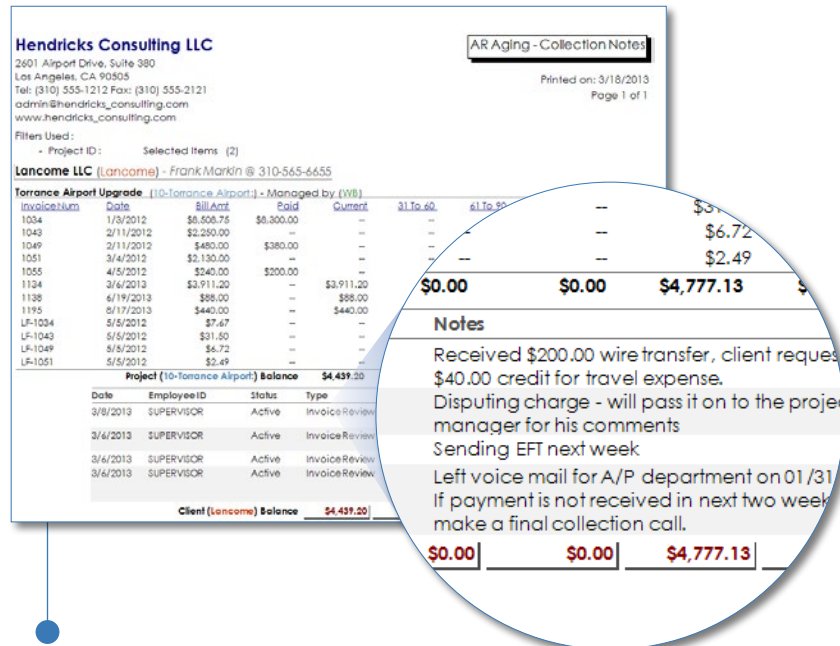 Hendricks Consulting LLC
AR Aging - Collection Notes
2601 Airport Drive, Suite 380
Los Angeles, CA 90505
Tel: (310) 555-1212 Fax: (310) 555-2121
admin@hendricks_consulting.com
www.hendricks_consulting.com
Printed on: 3/18/2013
Page 1 of 1
Filters Used :
- Project ID : Selected Items (2)
Lancome LLC (Lancome) - Frank Markin @ 310-565-6655
Torrance Airport Upgrade (10-Torrance Airport:) - Managed by (WB)
InvoiceNum Date Bill Amt Paid Current 31 To 60 61 To 90
1034 1/3/2012 $8,508.75 $8,300.00 -- --
1043 2/11/2012 $2,250.00 -- -- --
1049 2/11/2012 $480.00 $380.00 -- --
1051 3/4/2012 $2,130.00 -- -- --
1055 4/5/2012 $240.00 $200.00 -- --
1134 3/6/2013 $3,911.20 -- $3,911.20
1138 6/19/2013 $88.00 -- $88.00
1195 8/17/2013 $440.00 -- $440.00
LF-1034 5/5/2012 $7.67 -- --
LF-1043 5/5/2012 $31.50 -- --
LF-1049 5/5/2012 $6.72 -- --
LF-1051 5/5/2012 $2.49 -- --
Project (10-Torrance Airport:) Balance $4,439.20
Date EmployeeID Status Type
3/8/2013 SUPERVISOR Active Invoice Review
3/6/2013 SUPERVISOR Active Invoice Review
3/6/2013 SUPERVISOR Active Invoice Review
3/6/2013 SUPERVISOR Active Invoice Review
Client (Lancome) Balance $4,439.20
--
-- $6.72
-- -- $2.49
$0.00 $0.00 $4,777.13
Notes
Received $200.00 wire transfer, client reques
$40.00 credit for travel expense.
Disputing charge - will pass it on to the projec
manager for his comments
Sending EFT next week
Left voice mail for A/P department on 01/31
If payment is not received in next two week
make a final collection call.
$0.00 $0.00 $4,777.13